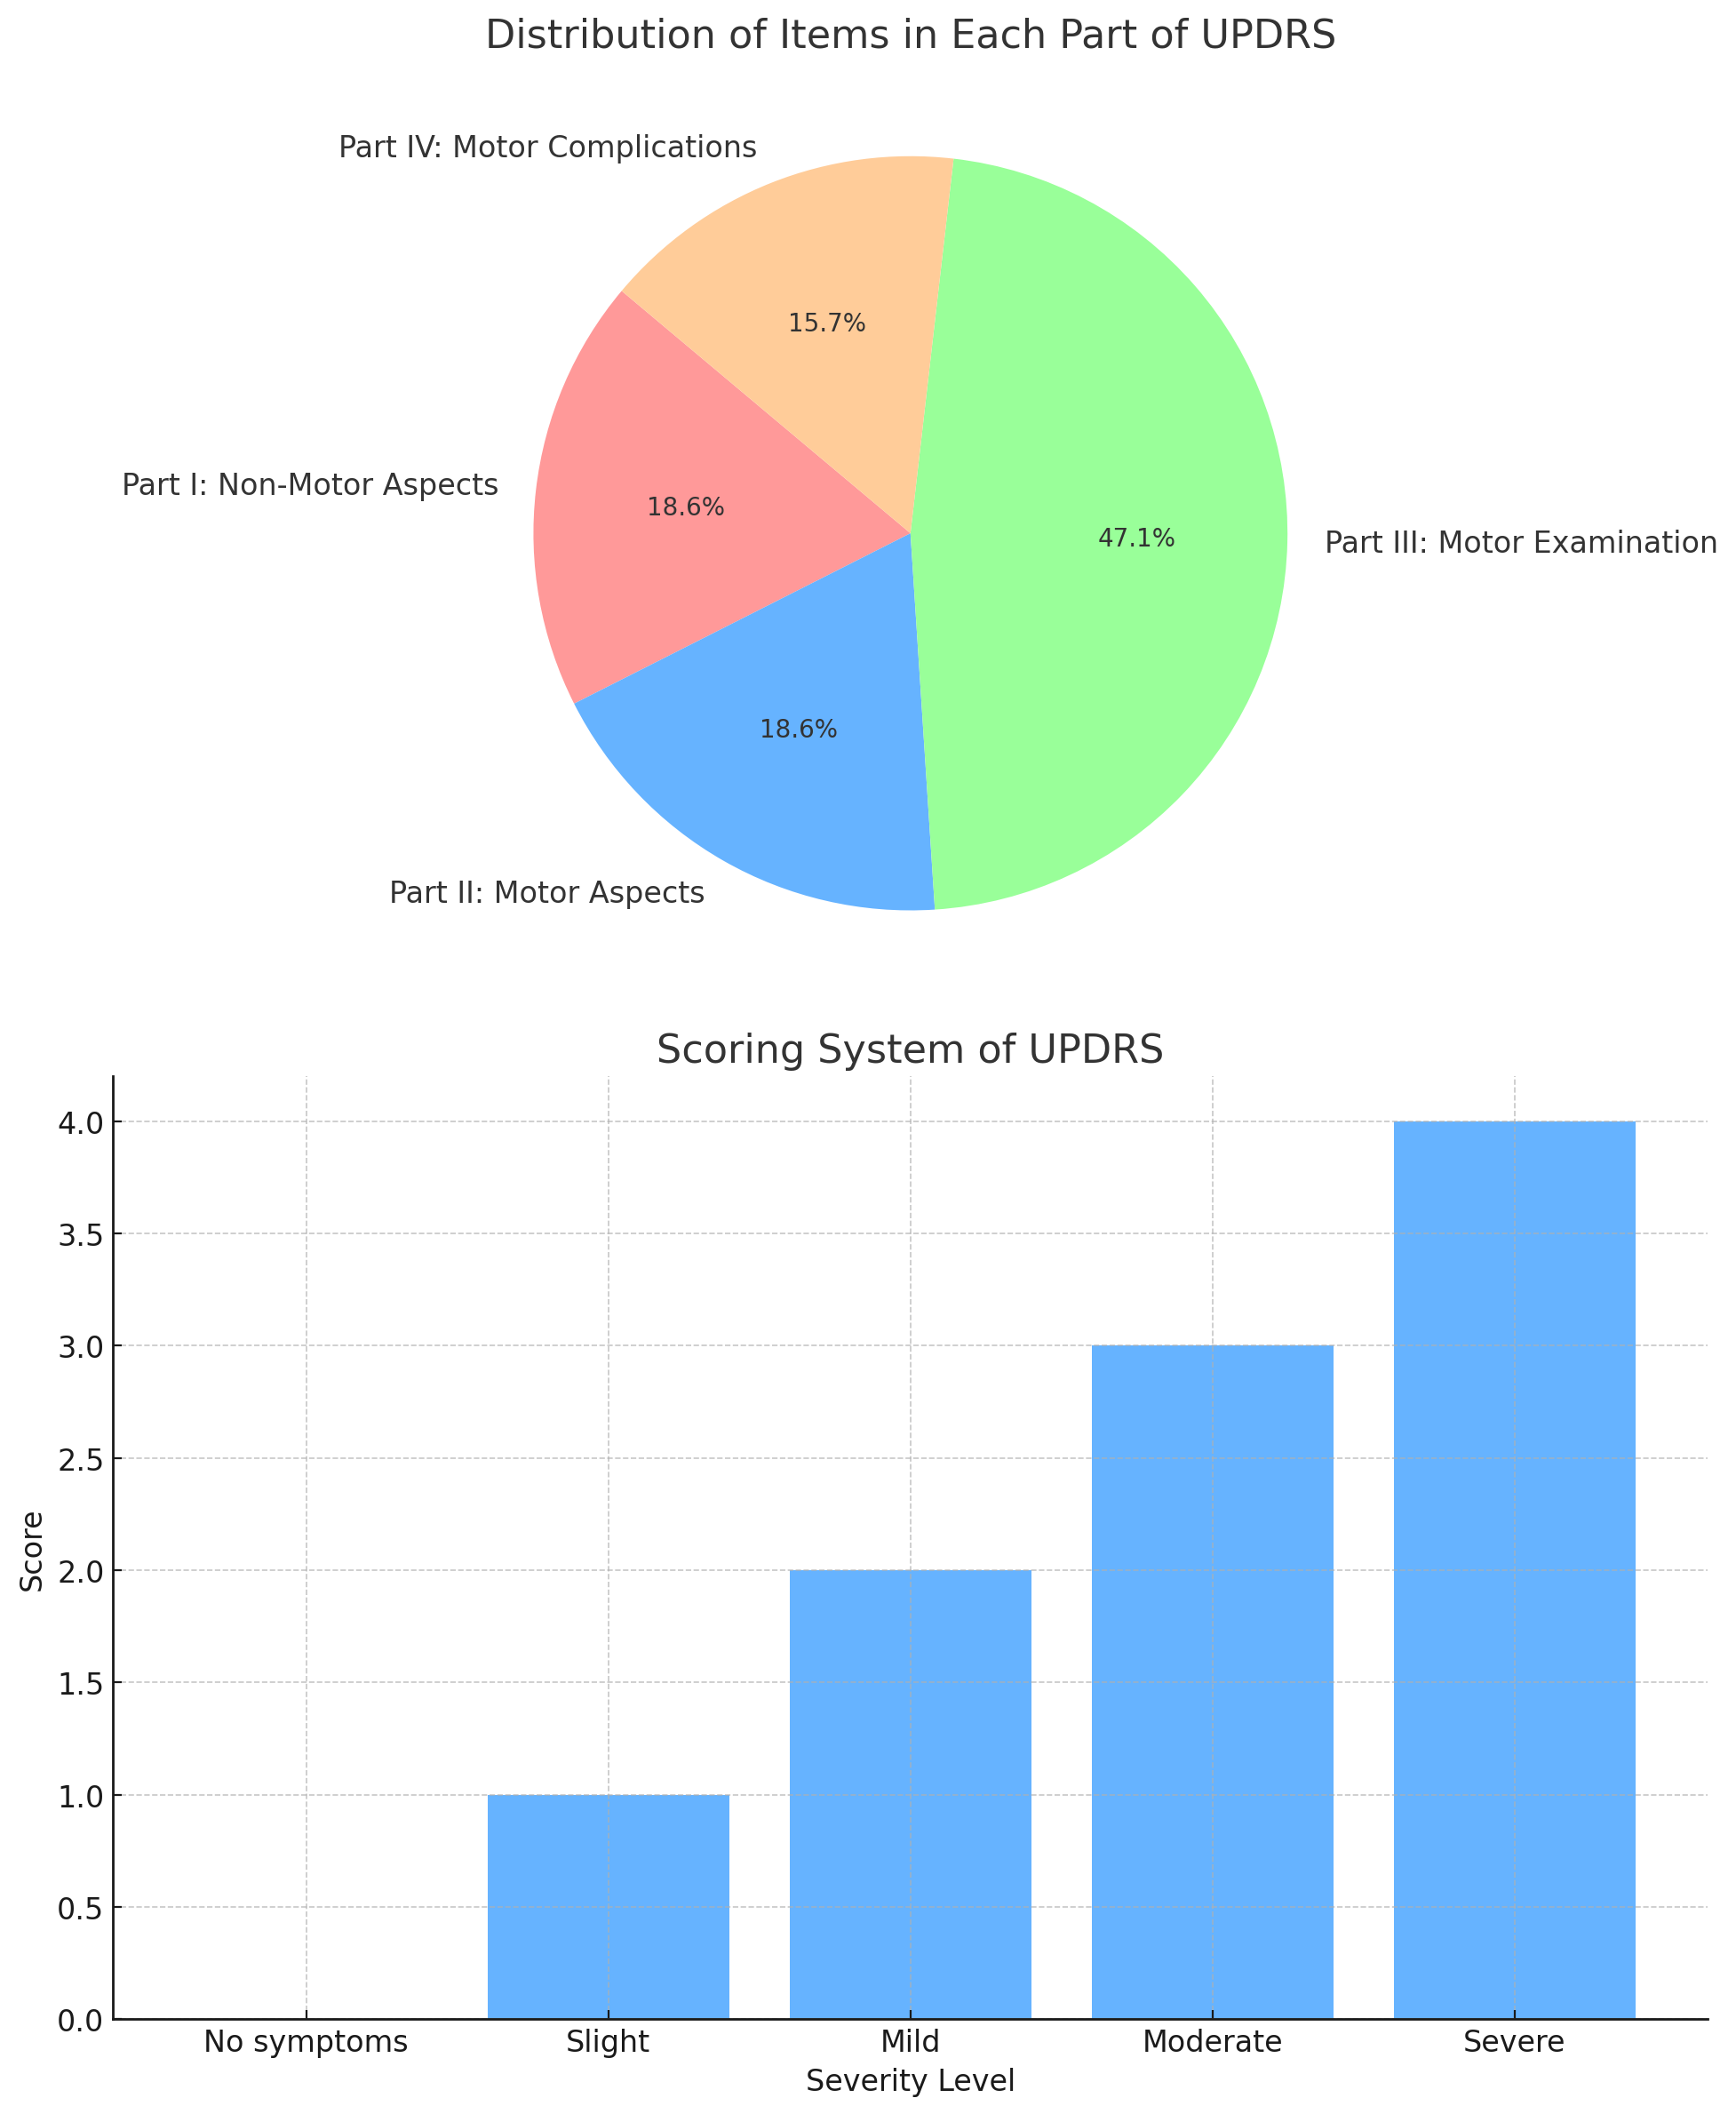 Distribution of Items in Each Part of UPDRS
Part IV: Motor Complications
15.7%
Part I: Non-Motor Aspects
18.6%
47.1%
Part III: Motor Examination
18.6%
Part II: Motor Aspects
Scoring System of UPDRS
4.0
3.5
3.0
2.5
2.0
1.5
1.0
0.5
0.0
Score
No symptoms Slight Mild Moderate Severe
Severity Level